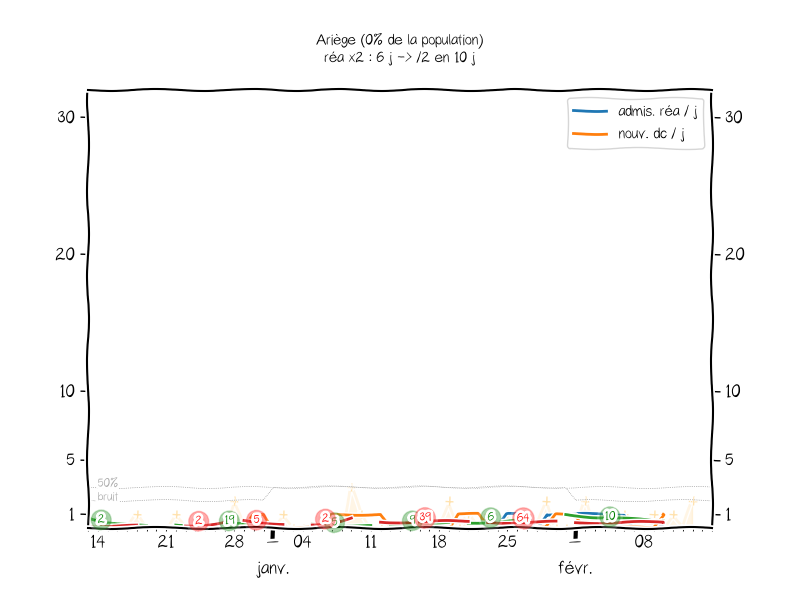 Ariège (0% de la population)
réa x2 : 6 j -> /2 en 10 j
admis. réa / j
nouv. dc / j
30 30
20 20
10 10
5 5
50%
bruit
1 1
2 2 19 5 2 5 9 39 6 64 10
14 21 28 04 11 18 25 08
janv. févr.